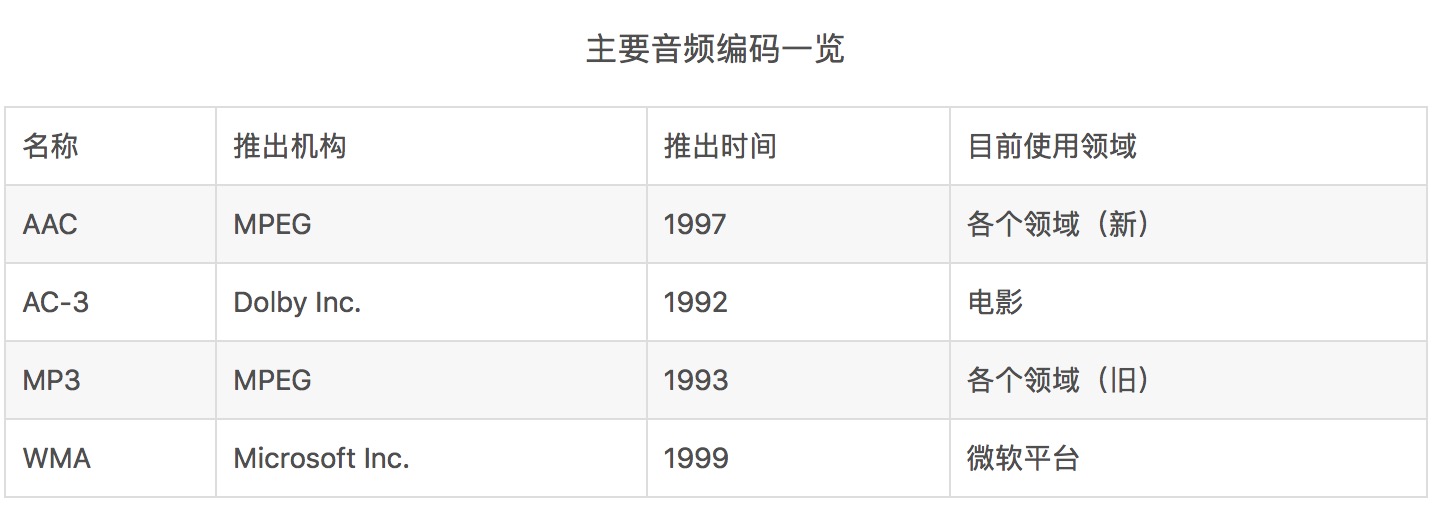 主要音频编码一览
名称 推出机构 推出时间 目前使用领域
AAC MPEG 1997 各个领域（新）
AC-3 Dolby Inc. 1992 电影
MP3 MPEG 1993 各个领域（旧）
WMA Microsoft Inc. 1999 微软平台